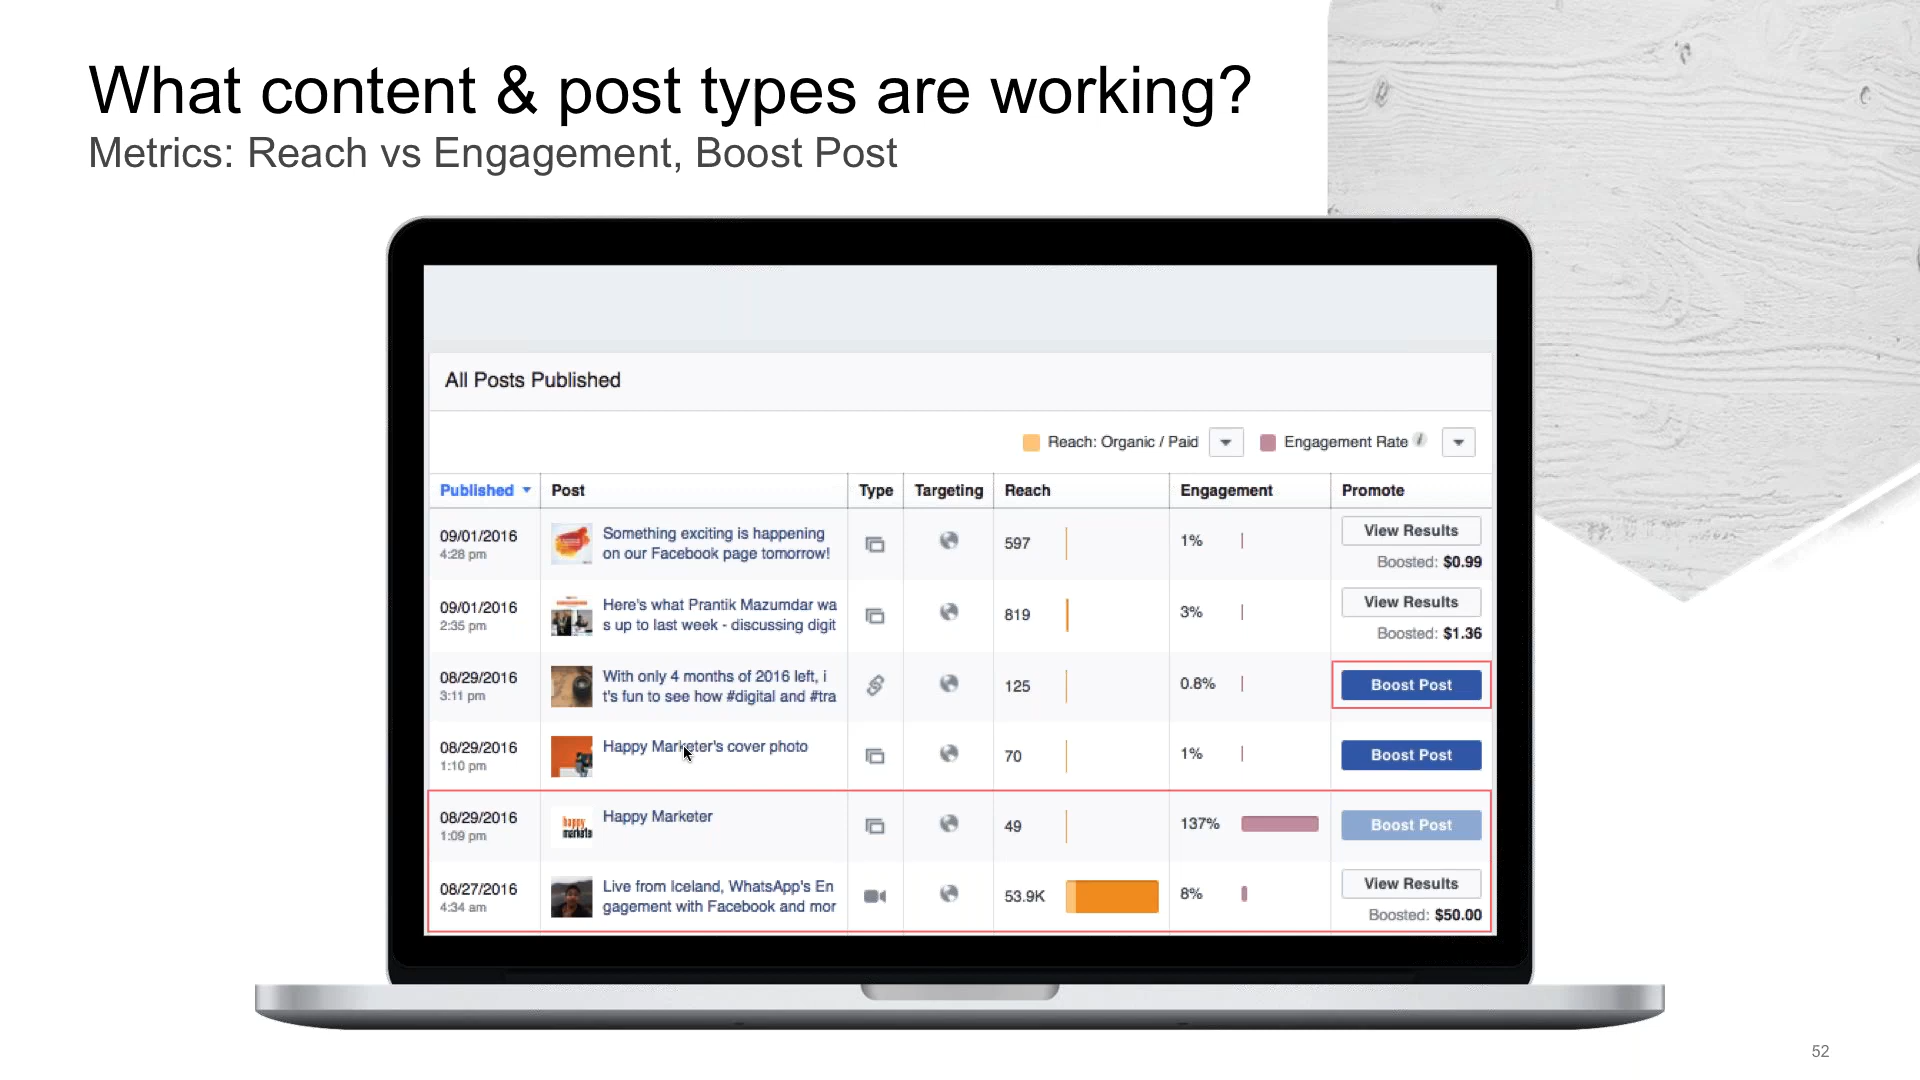 What content & post types are working?
Metrics: Reach vs Engagement, Boost Post
All Posts Published
Reach: Organic / Paid
Engagement Rate i
Published Post Type Targeting Reach Engagement Promote
09/01/2016
4:28 pm
Something exciting is happening
on our Facebook page tomorrow!
597
1%
View Results
Boosted: $0.99
09/01/2016
2:35 pm
Here's what Prantik Mazumdar wa
s up to last week - discussing digit
819
3%
View Results
Boosted: $1.36
08/29/2016
3:11 pm
With only 4 months of 2016 left, i
t's fun to see how #digital and #tra
125
0.8%
Boost Post
08/29/2016
1:10 pm
Happy Marketer's cover photo
70
1%
Boost Post
08/29/2016
1:09 pm
happy
markete
Happy Marketer
49
137%
Boost Post
08/27/2016
4:34 am
Live from Iceland, WhatsApp's En
gagement with Facebook and mor
53.9K
8%
View Results
Boosted: $50.00
52